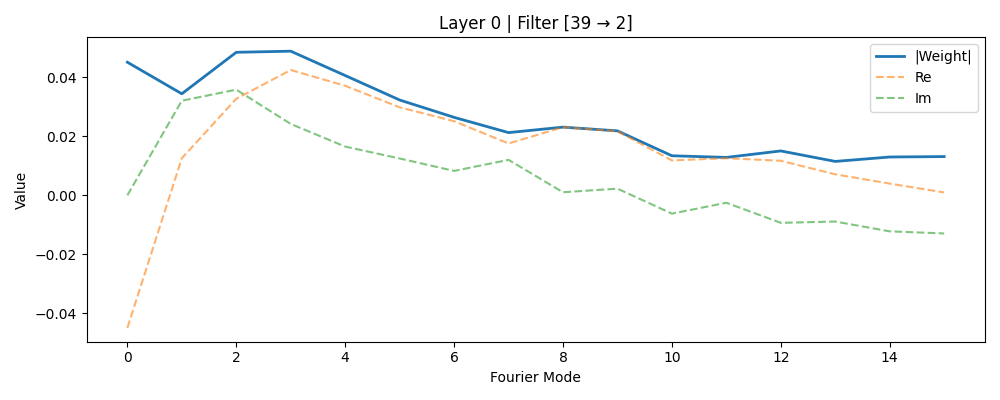 Layer 0 | Filter [39 → 2]
|Weight|
Re
Im
Value
0.04
0.02
0.00
−0.02
−0.04
0 2 4 6 8 10 12 14
Fourier Mode